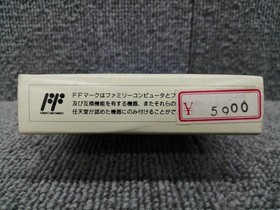 FFマークはファミリーコンピュータとフ
及び互換機能を有する機器、またそれらの
任天堂が認めた機器にのみ付けることがで
¥ 5900